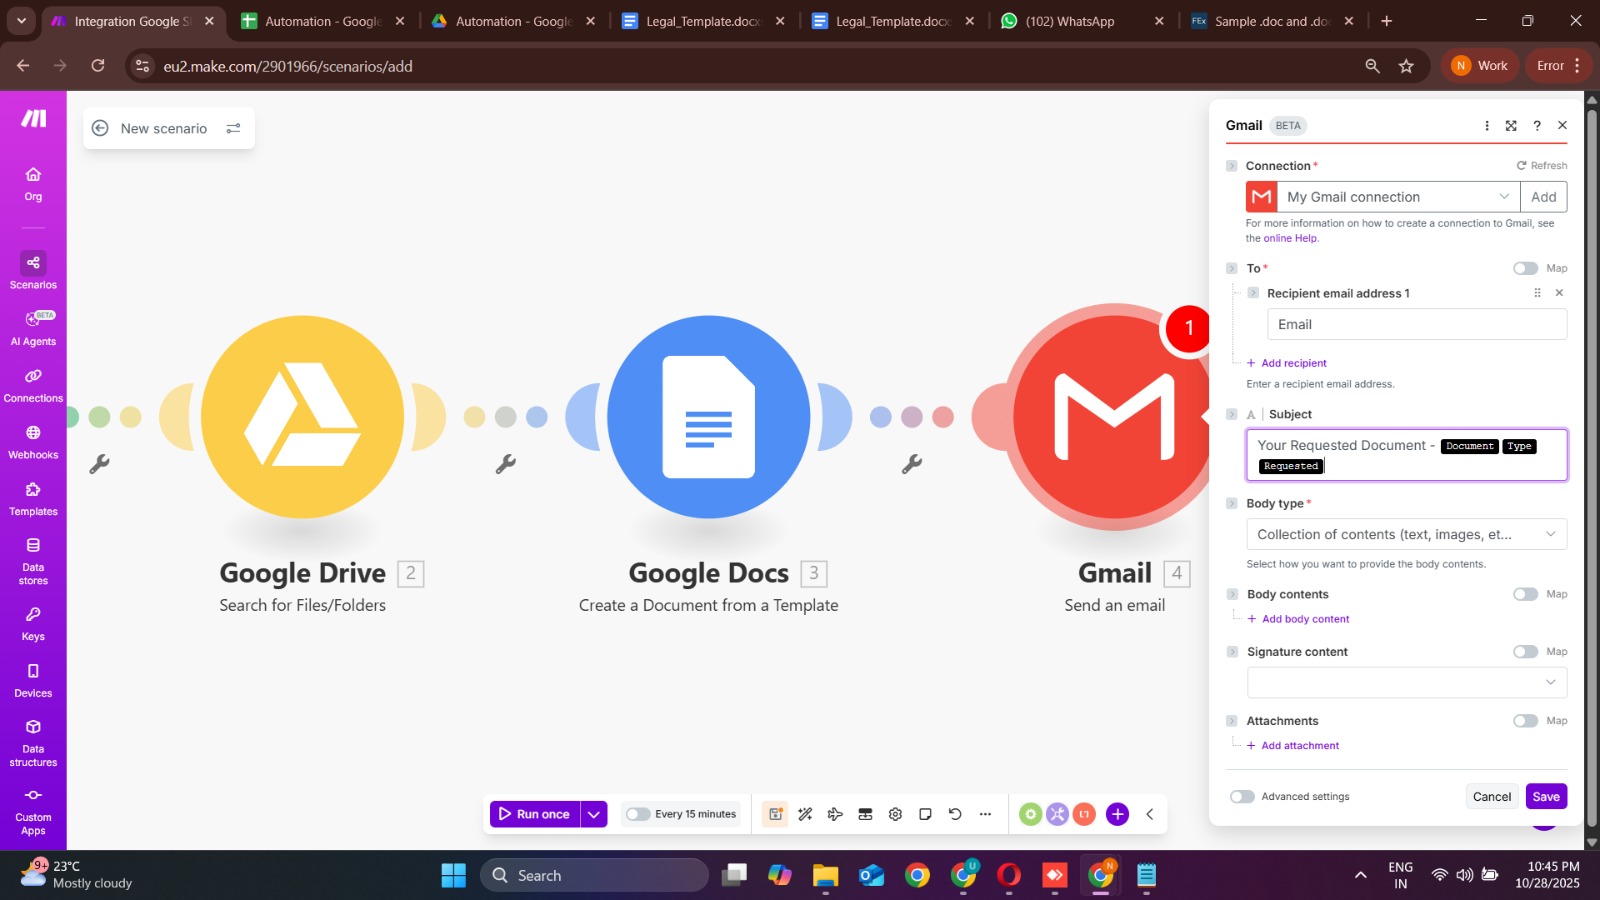 Integration Google S
Automation - Google
Automation - Google
Legal_Template.docx
Legal_Template.docx
(102) WhatsApp
FEx
Sample .doc and .do
eu2.make.com/2901966/scenarios/add
N
Work
Error
Org
Scenarios
BETA
AI Agents
Connections
Webhooks
Templates
Data
stores
Keys
Devices
Data
structures
Custom
Apps
New scenario
Google Drive 2
Search for Files/Folders
Google Docs 3
Create a Document from a Template
1
Gmail 4
Send an email
Run once
Every 15 minutes
Gmail BETA
Connection*
Refresh
My Gmail connection
Add
For more information on how to create a connection to Gmail, see
the online Help.
To*
Map
Recipient email address 1
Email
+ Add recipient
Enter a recipient email address.
A Subject
Your Requested Document - Document Type
Requested
Body type*
Collection of contents (text, images, et...
Select how you want to provide the body contents.
Body contents
Map
+ Add body content
Signature content
Map
Attachments
Map
+ Add attachment
Advanced settings
Cancel
Save
9+
23°C
Mostly cloudy
Search
U
N
ENG
IN
10:45 PM
10/28/2025